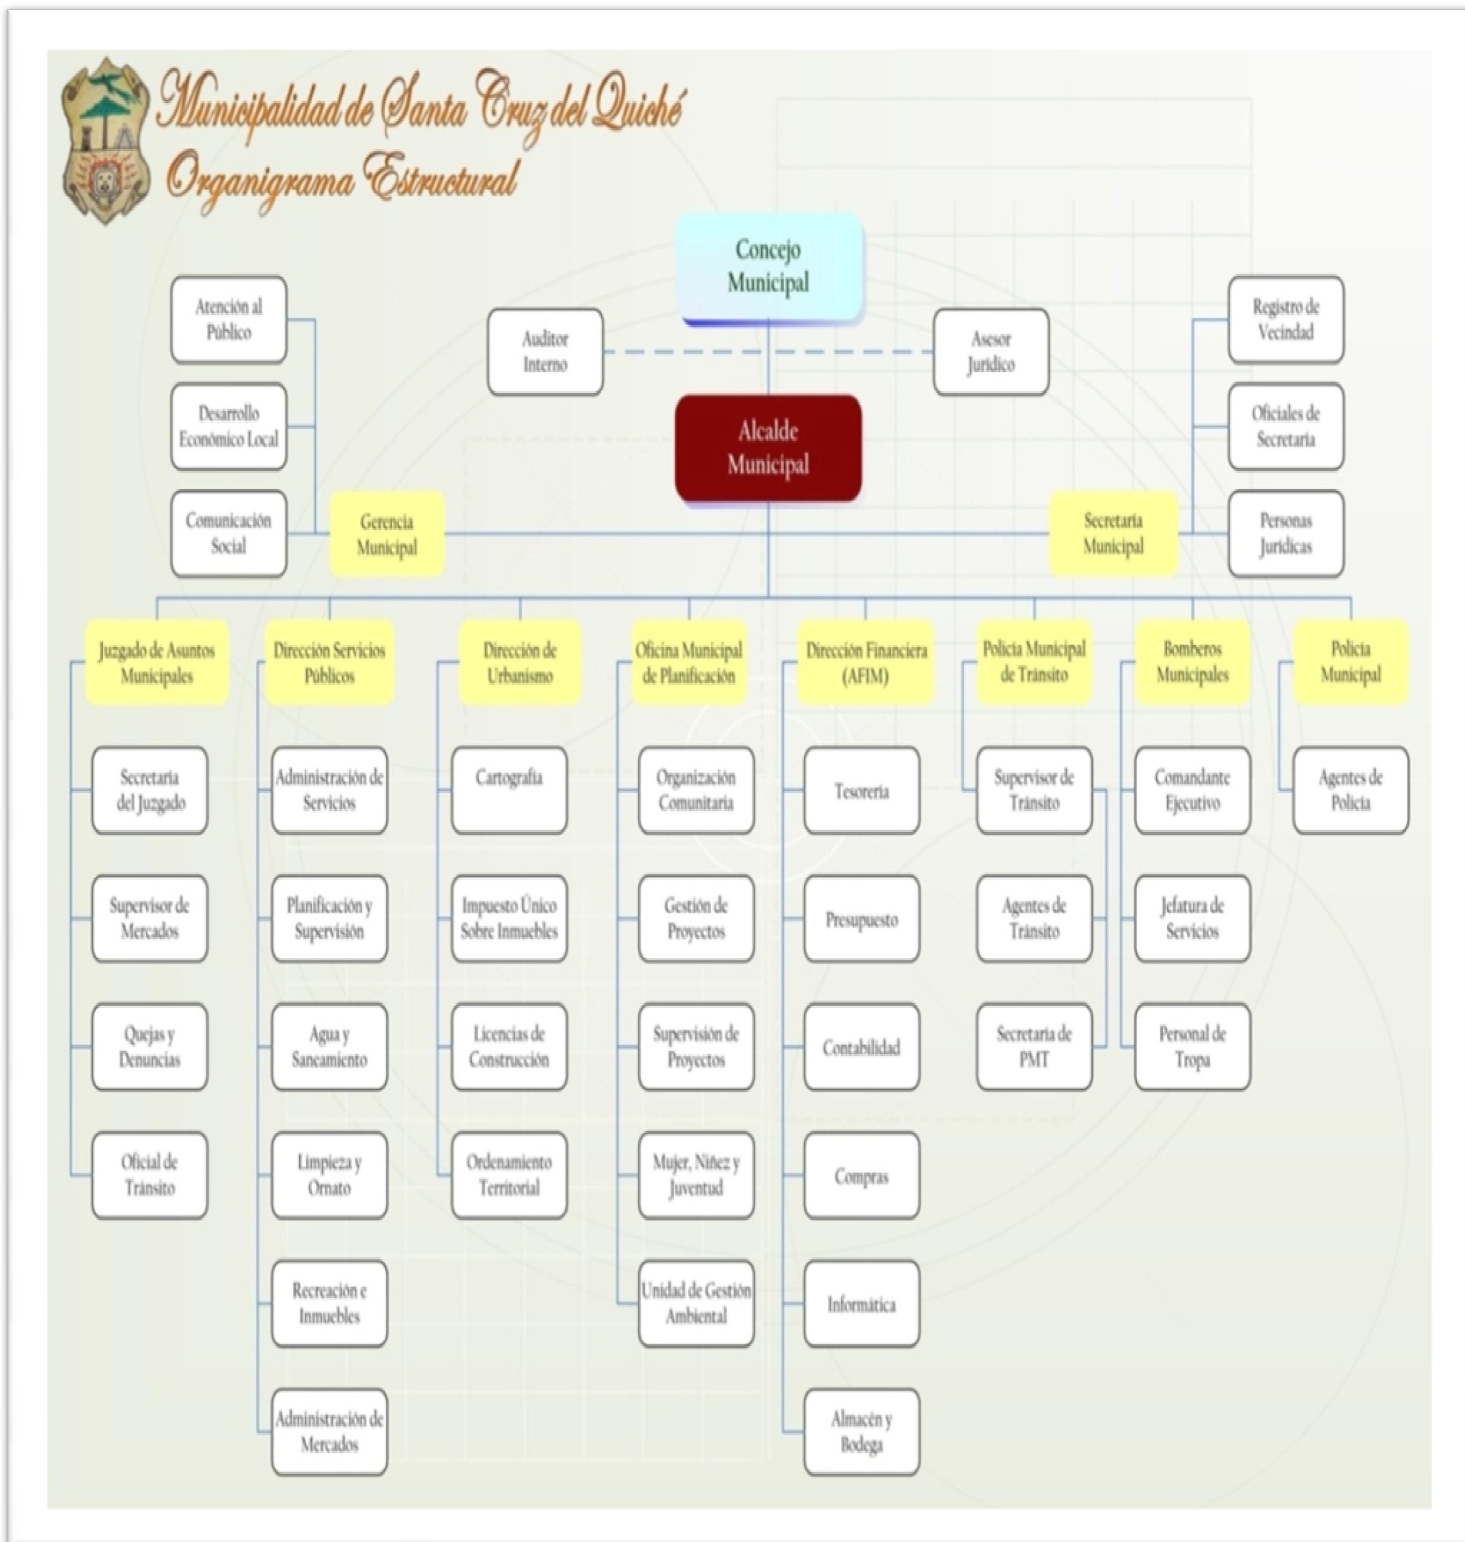 Municipalidad de Santa Cruz del Quiché
Organigrama Estructural
Concejo
Municipal
Atención al
Público
Desarrollo
Económico Local
Comunicación
Social
Gerencia
Municipal
Auditor
Interno
Asesor
Jurídico
Alcalde
Municipal
Secretaría
Municipal
Registro de
Vecindad
Oficiales de
Secretaría
Personas
Jurídicas
Juzgado de Asuntos
Municipales
Secretaría
del Juzgado
Supervisor de
Mercados
Quejas y
Denuncias
Oficial de
Tránsito
Dirección Servicios
Públicos
Administración de
Servicios
Planificación y
Supervisión
Agua y
Saneamiento
Limpieza y
Ornato
Recreación e
Inmuebles
Administración de
Mercados
Dirección de
Urbanismo
Cartografía
Impuesto Único
Sobre Inmuebles
Licencias de
Construcción
Ordenamiento
Territorial
Oficina Municipal
de Planificación
Organización
Comunitaria
Gestión de
Proyectos
Supervisión de
Proyectos
Mujer, Niñez y
Juventud
Unidad de Gestión
Ambiental
Dirección Financiera
(AFIM)
Tesorería
Presupuesto
Contabilidad
Compras
Informática
Almacén y
Bodega
Policía Municipal
de Tránsito
Supervisor de
Tránsito
Agentes de
Tránsito
Secretaría de
PMT
Bomberos
Municipales
Comandante
Ejecutivo
Jefatura de
Servicios
Personal de
Tropa
Policía
Municipal
Agentes de
Policía